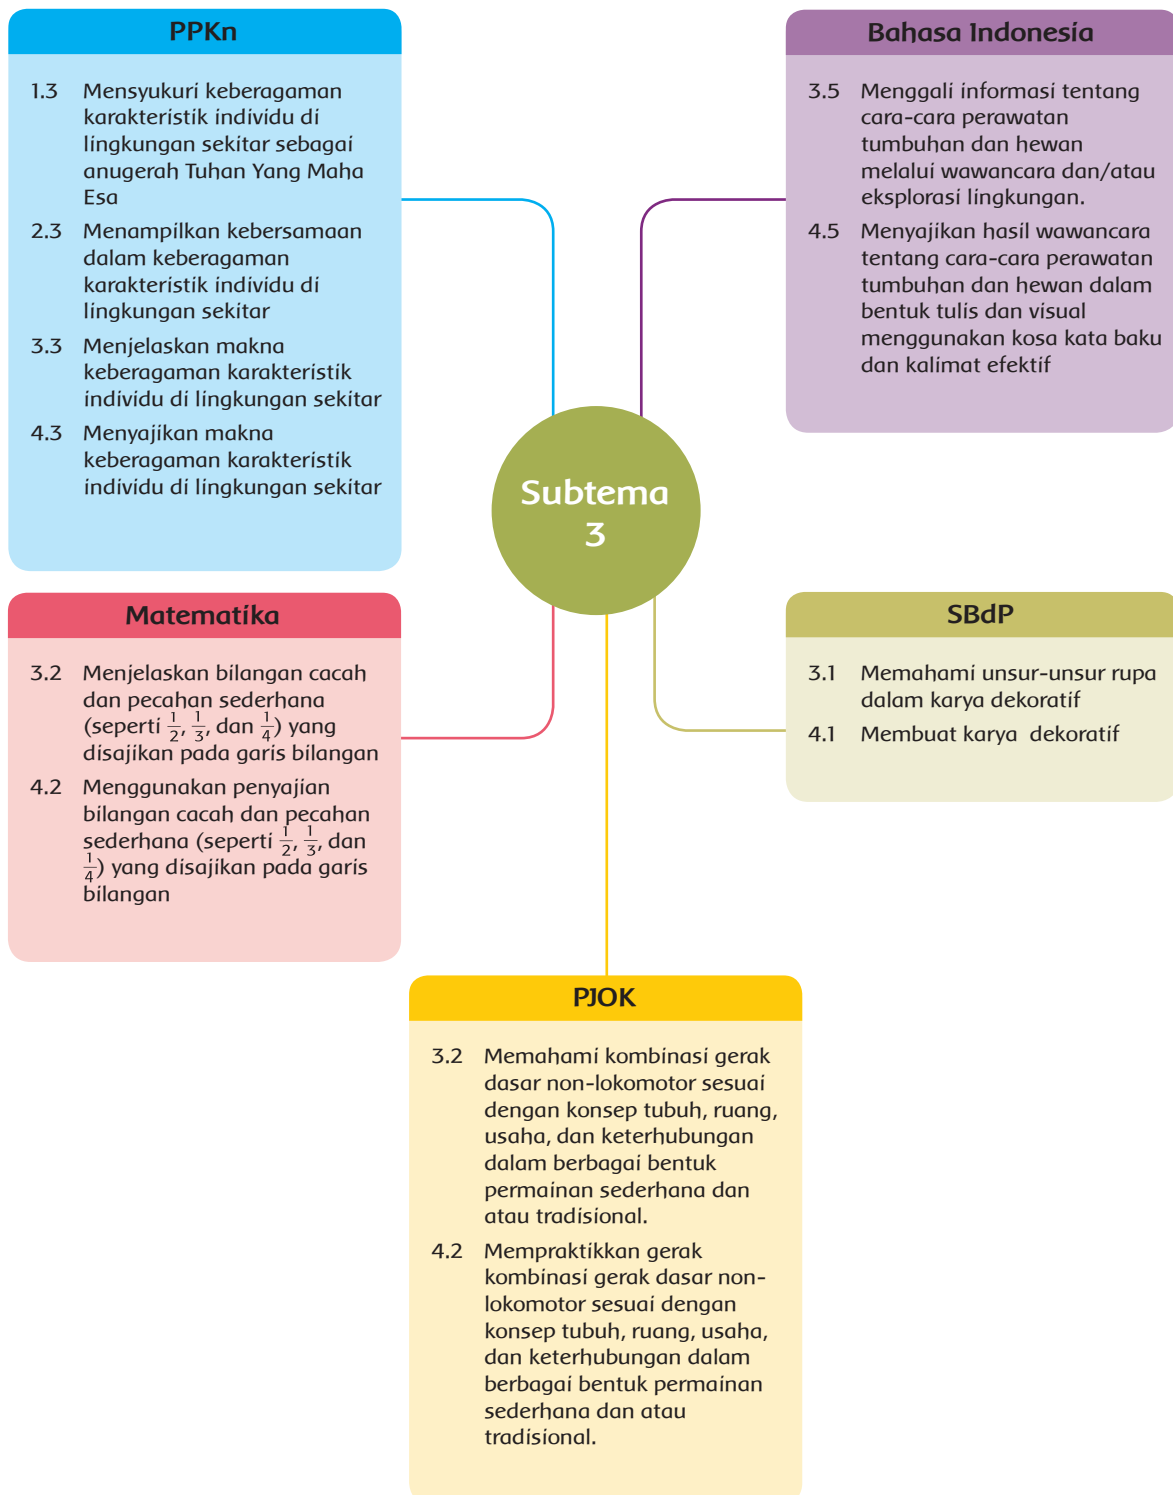 PPKn
1.3 Mensyukuri keberagaman
karakteristik individu di
lingkungan sekitar sebagai
anugerah Tuhan Yang Maha
Esa
2.3 Menampilkan kebersamaan
dalam keberagaman
karakteristik individu di
lingkungan sekitar
3.3 Menjelaskan makna
keberagaman karakteristik
individu di lingkungan sekitar
4.3 Menyajikan makna
keberagaman karakteristik
individu di lingkungan sekitar
Bahasa Indonesia
3.5 Menggali informasi tentang
cara-cara perawatan
tumbuhan dan hewan
melalui wawancara dan/atau
eksplorasi lingkungan.
4.5 Menyajikan hasil wawancara
tentang cara-cara perawatan
tumbuhan dan hewan dalam
bentuk tulis dan visual
menggunakan kosa kata baku
dan kalimat efektif
Subtema
3
Matematika
3.2 Menjelaskan bilangan cacah
dan pecahan sederhana
(seperti 1/2, 1/3, dan 1/4) yang
disajikan pada garis bilangan
4.2 Menggunakan penyajian
bilangan cacah dan pecahan
sederhana (seperti 1/2, 1/3, dan
1/4) yang disajikan pada garis
bilangan
SBdP
3.1 Memahami unsur-unsur rupa
dalam karya dekoratif
4.1 Membuat karya dekoratif
PJOK
3.2 Memahami kombinasi gerak
dasar non-lokomotor sesuai
dengan konsep tubuh, ruang,
usaha, dan keterhubungan
dalam berbagai bentuk
permainan sederhana dan
atau tradisional.
4.2 Mempraktikkan gerak
kombinasi gerak dasar non-
lokomotor sesuai dengan
konsep tubuh, ruang, usaha,
dan keterhubungan dalam
berbagai bentuk permainan
sederhana dan atau
tradisional.